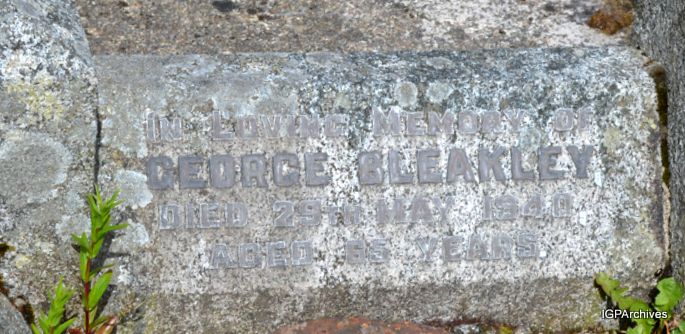 In Loving Memory of
GEORGE BLEAKLEY
DIED 29TH MAY 1940
AGED 65 YEARS
IGPArchives